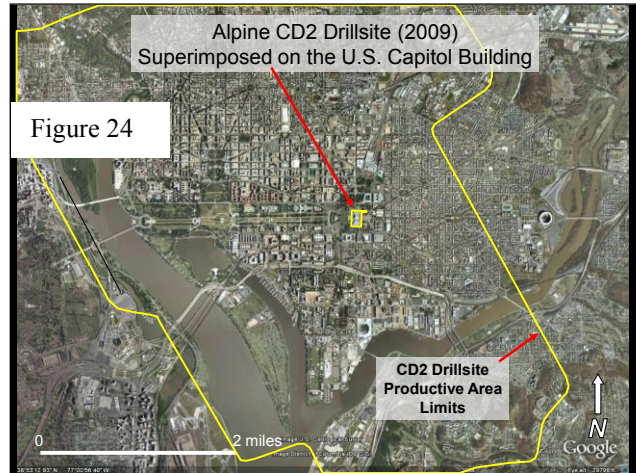 Alpine CD2 Drillsite (2009)
Superimposed on the U.S. Capitol Building
Figure 24
CD2 Drillsite
Productive Area
Limits
N
0 2 miles
Google